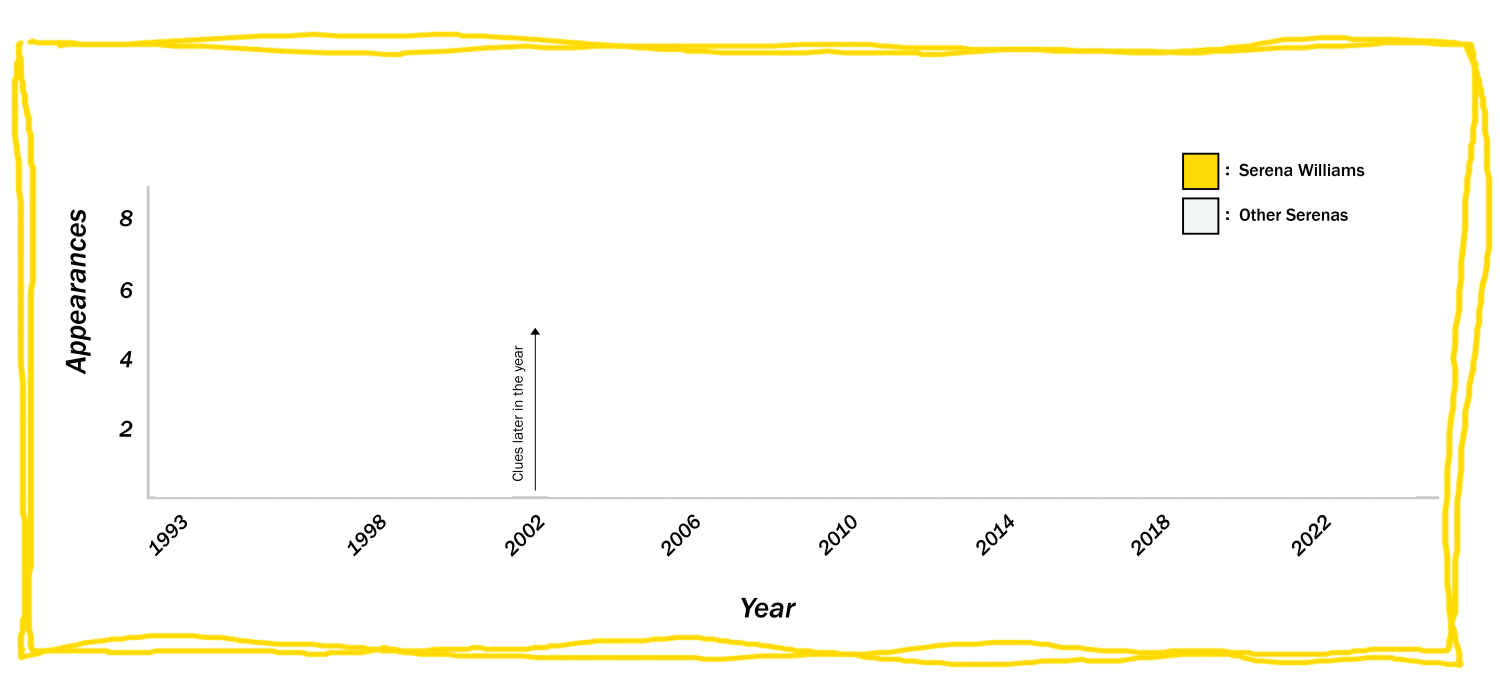 : Serena Williams
: Other Serenas
Appearances
8
6
4
2
Clues later in the year
1993
1998
2002
2006
2010
2014
2018
2022
Year